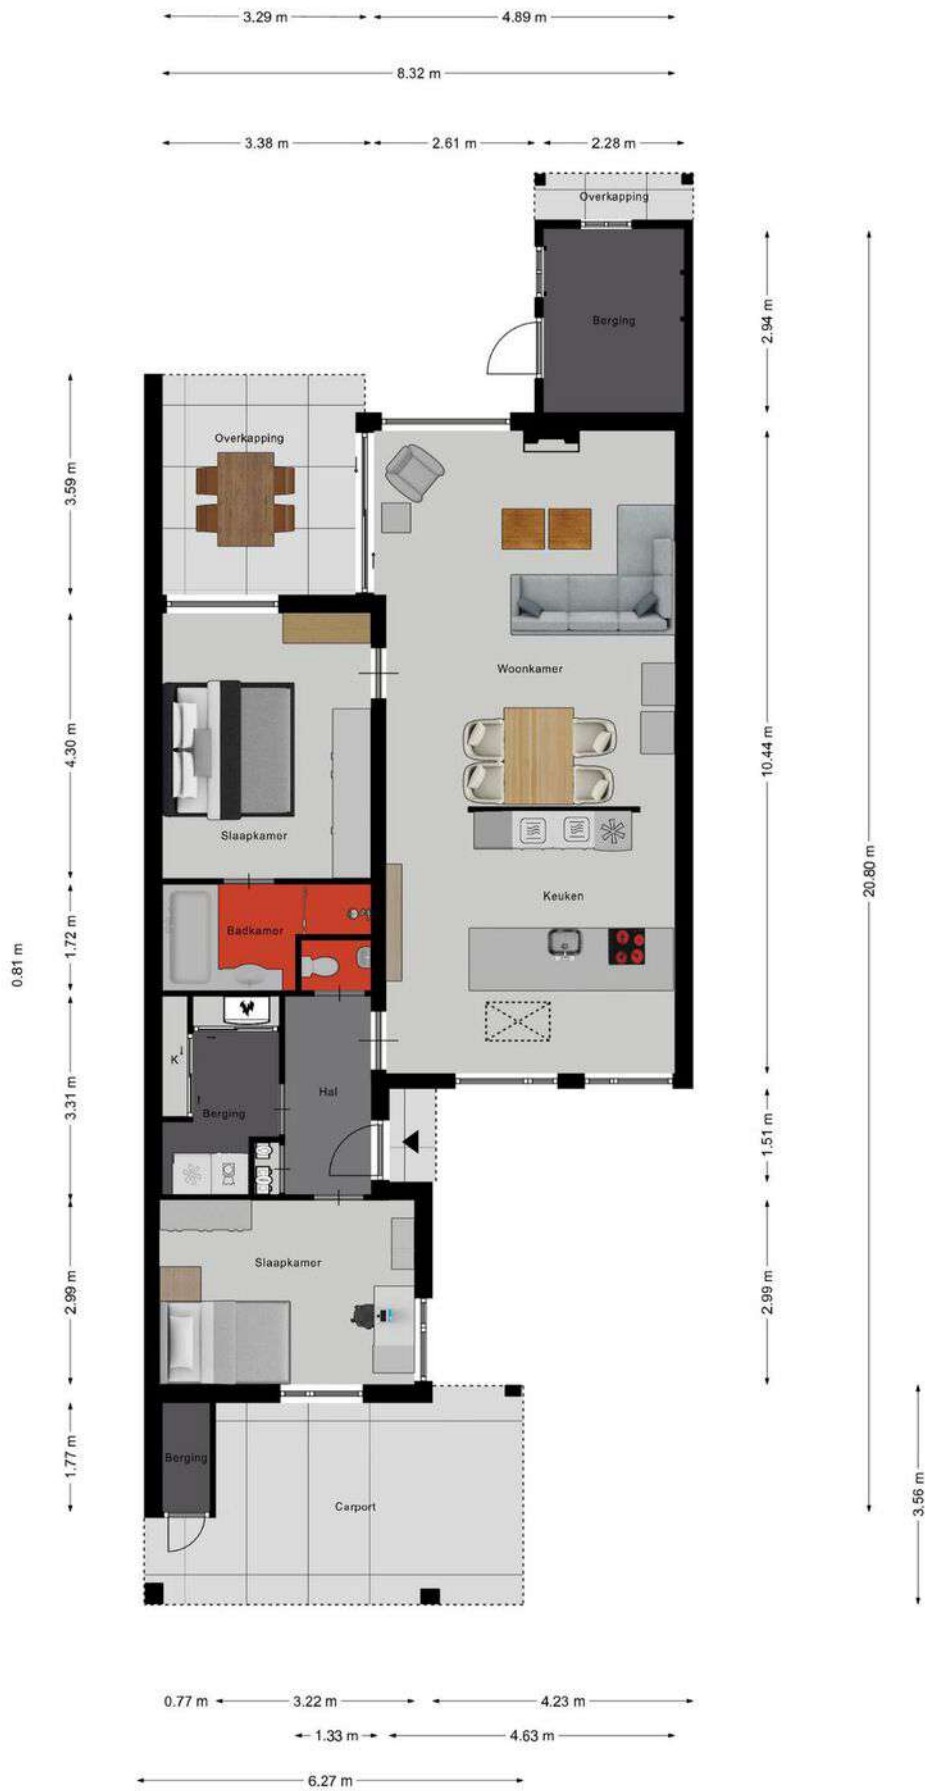 3.29 m
4.89 m
8.32 m
3.38 m
2.61 m
2.28 m
Overkapping
Berging
2.94 m
Overkapping
3.59 m
Woonkamer
4.30 m
10.44 m
Slaapkamer
20.80 m
Keuken
Badkamer
1.72 m
0.81 m
K
Hal
Berging
3.31 m
1.51 m
Slaapkamer
2.99 m
2.99 m
Berging
1.77 m
Carport
3.56 m
0.77 m
3.22 m
4.23 m
1.33 m
4.63 m
6.27 m